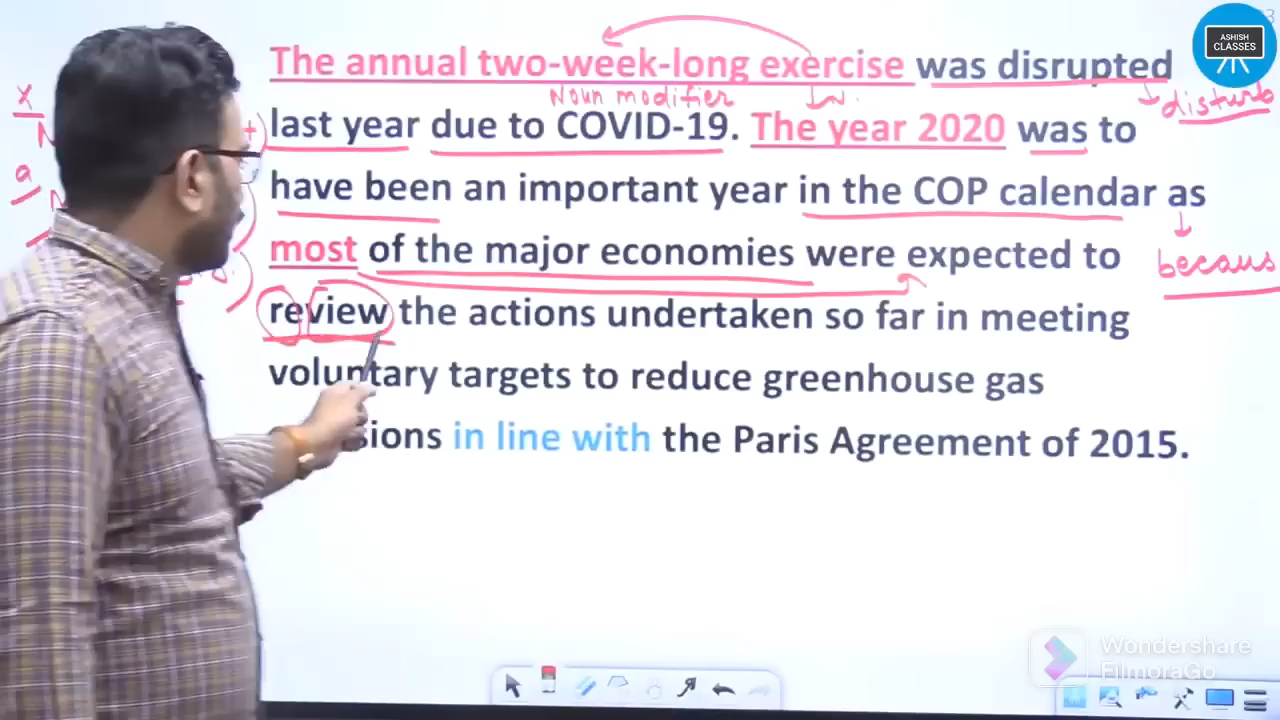 ASHISH
CLASSES
The annual two-week-long exercise was disrupted
Noun modifier
N.
disturb
last year due to COVID-19. The year 2020 was to
have been an important year in the COP calendar as
most of the major economies were expected to
becaus
review the actions undertaken so far in meeting
voluntary targets to reduce greenhouse gas
sions in line with the Paris Agreement of 2015.
Wondershare
FilmoraGo